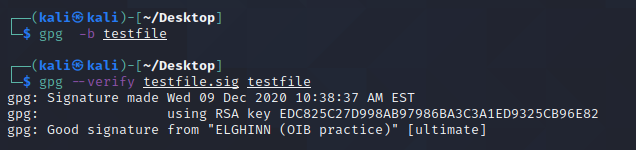 ┌──(kali㉿kali)-[~/Desktop]
└─$ gpg  -b testfile
┌──(kali㉿kali)-[~/Desktop]
└─$ gpg --verify testfile.sig testfile
gpg: Signature made Wed 09 Dec 2020 10:38:37 AM EST
gpg:                using RSA key EDC825C27D998AB97986BA3C3A1ED9325CB96E82
gpg: Good signature from "ELGHINN (OIB practice)" [ultimate]